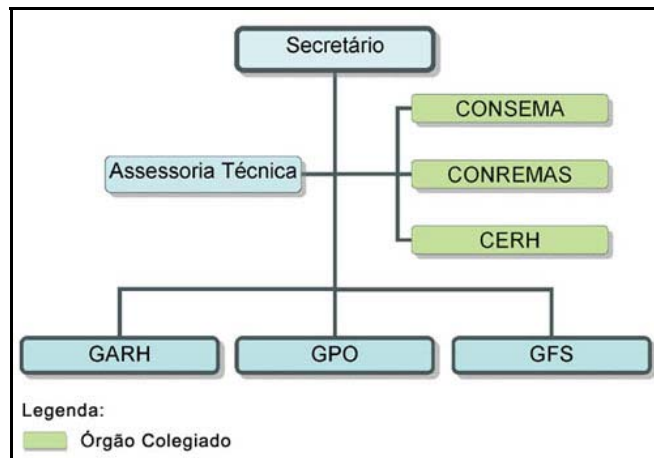 Secretário
CONSEMA
Assessoria Técnica
CONREMAS
CERH
GARH
GPO
GFS
Legenda:
Órgão Colegiado